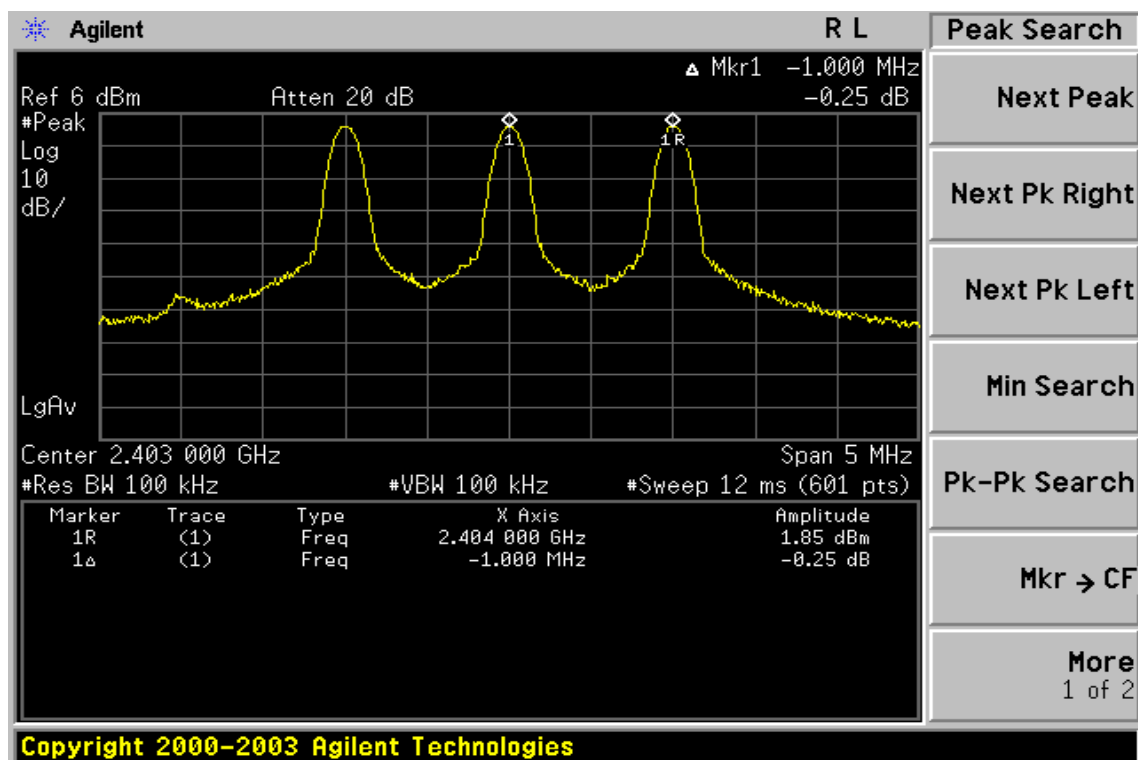 Agilent R L Peak Search
▵ Mkr1 -1.000 MHz
Ref 6 dBm Atten 20 dB -0.25 dB
#Peak
Log
10
dB/
1
1R
LgAv
Center 2.403 000 GHz Span 5 MHz
#Res BW 100 kHz #VBW 100 kHz #Sweep 12 ms (601 pts)
Marker Trace Type X Axis Amplitude
1R (1) Freq 2.404 000 GHz 1.85 dBm
1▵ (1) Freq -1.000 MHz -0.25 dB
Next Peak
Next Pk Right
Next Pk Left
Min Search
Pk-Pk Search
Mkr → CF
More
1 of 2
Copyright 2000-2003 Agilent Technologies